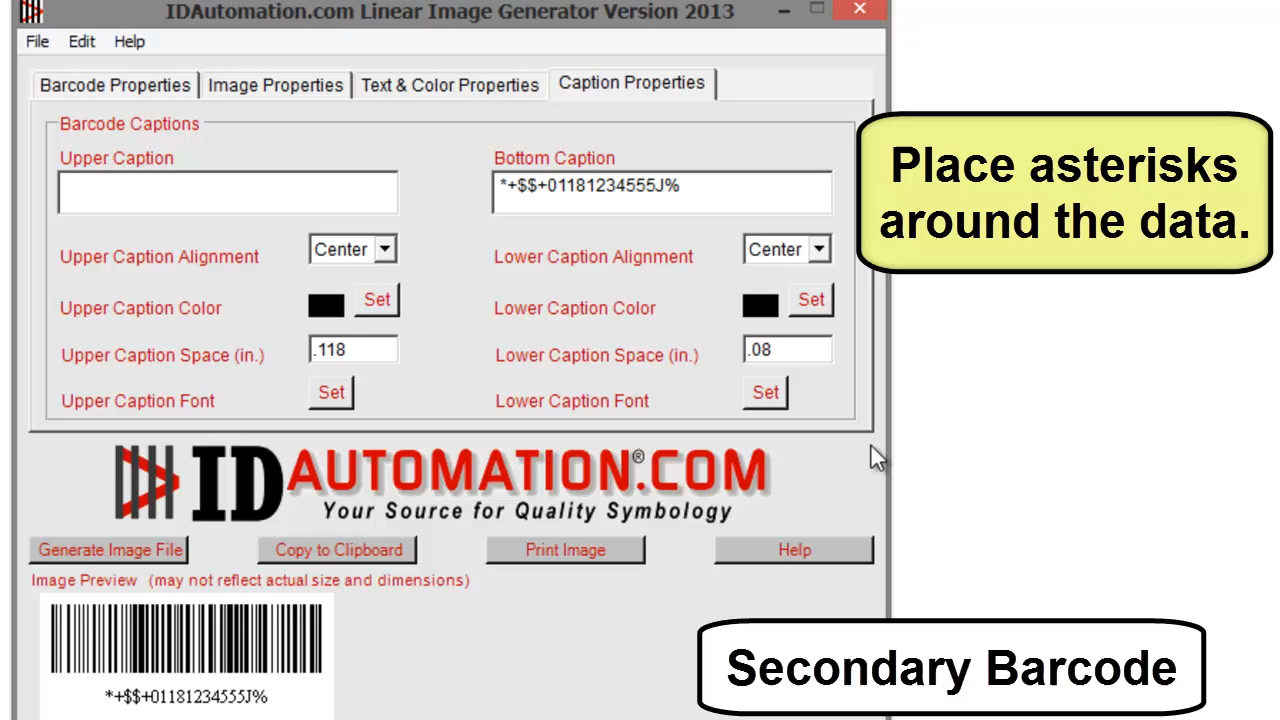 IDAutomation.com Linear Image Generator Version 2013
File Edit Help
Barcode Properties Image Properties Text & Color Properties Caption Properties
Barcode Captions
Upper Caption Bottom Caption
*+$$+01181234555J%
Place asterisks
around the data.
Upper Caption Alignment Center Lower Caption Alignment Center
Upper Caption Color Set Lower Caption Color Set
Upper Caption Space (in.) .118 Lower Caption Space (in.) .08
Upper Caption Font Set Lower Caption Font Set
IDAUTOMATION.COM®
Your Source for Quality Symbology
Generate Image File Copy to Clipboard Print Image Help
Image Preview (may not reflect actual size and dimensions)
*+$$+01181234555J%
Secondary Barcode